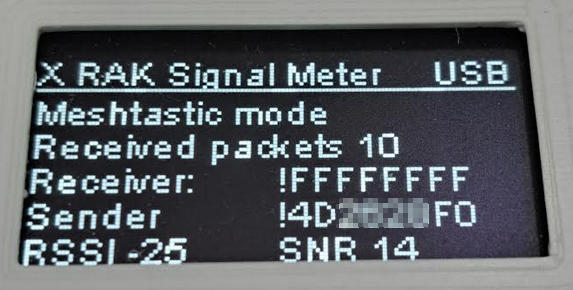 X RAK Signal Meter USB
Meshtastic mode
Received packets 10
Receiver: !FFFFFFFF
Sender
RSSI -25 SNR 14